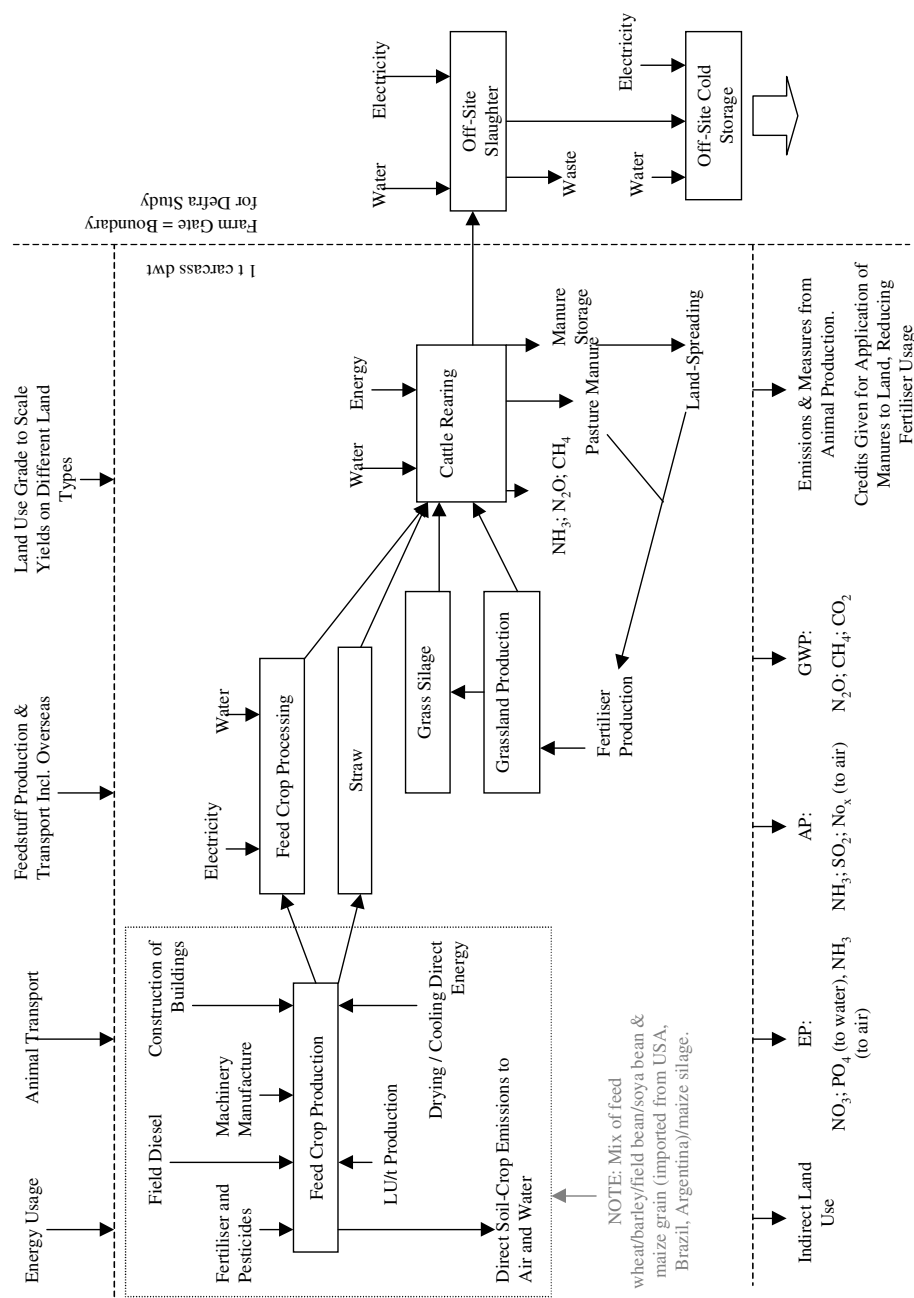 Energy Usage
Animal Transport
Feedstuff Production &
Transport Incl. Overseas
Land Use Grade to Scale
Yields on Different Land
Types
Farm Gate = Boundary
for Defra Study
1 t carcass dwt
Fertiliser and
Pesticides
Field Diesel
Machinery
Manufacture
Construction of
Buildings
Feed Crop Production
LU/t Production
Drying / Cooling Direct
Energy
Direct Soil-Crop Emissions to
Air and Water
NOTE: Mix of feed
wheat/barley/field bean/soya bean &
maize grain (imported from USA,
Brazil, Argentina)/maize silage.
Electricity
Water
Feed Crop Processing
Straw
Grass Silage
Grassland Production
Fertiliser
Production
Water
Energy
Cattle Rearing
NH3; N2O; CH4
Pasture Manure
Manure
Storage
Land-Spreading
Water
Electricity
Off-Site
Slaughter
Waste
Water
Electricity
Off-Site Cold
Storage
Indirect Land
Use
EP:
NO3; PO4 (to water), NH3
(to air)
AP:
NH3; SO2; Nox (to air)
GWP:
N2O; CH4; CO2
Emissions & Measures from
Animal Production.
Credits Given for Application of
Manures to Land, Reducing
Fertiliser Usage